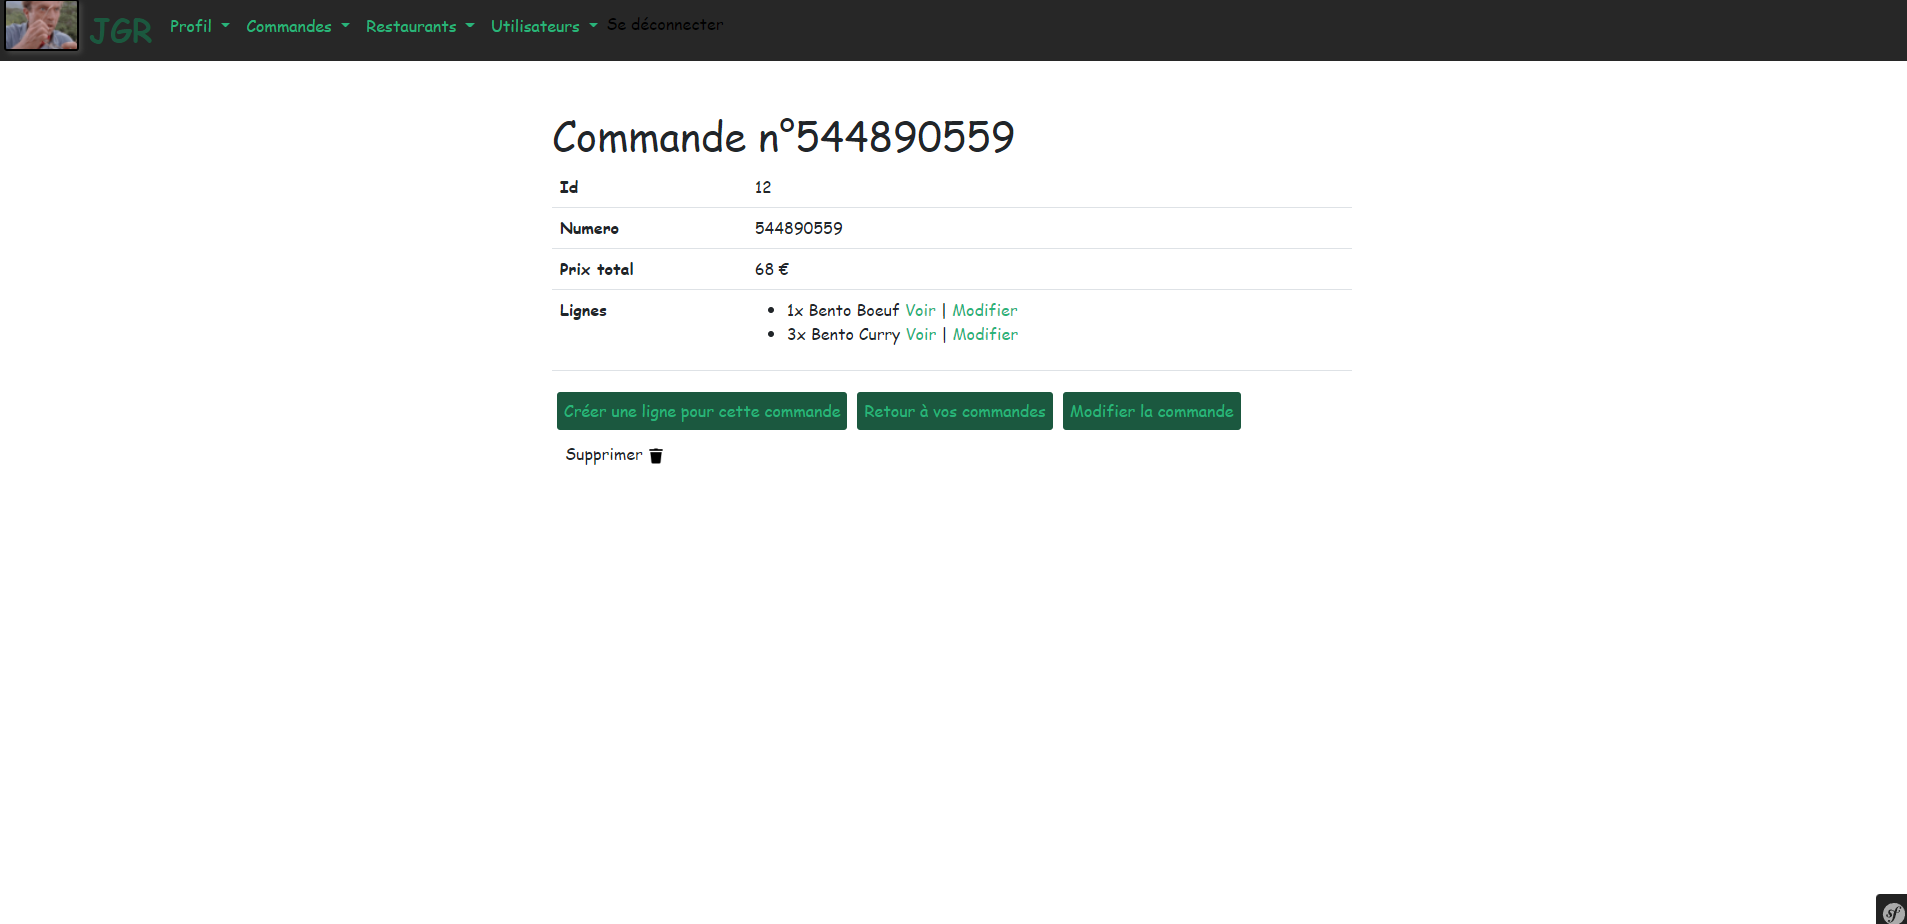 JGR Profil Commandes Restaurants Utilisateurs Se déconnecter
Commande n°544890559
Id 12
Numero 544890559
Prix total 68 €
Lignes 1x Bento Boeuf Voir | Modifier
3x Bento Curry Voir | Modifier
Créer une ligne pour cette commande Retour à vos commandes Modifier la commande
Supprimer
sf